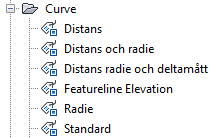 Curve
Distans
Distans och radie
Distans radie och deltamått
Featureline Elevation
Radie
Standard